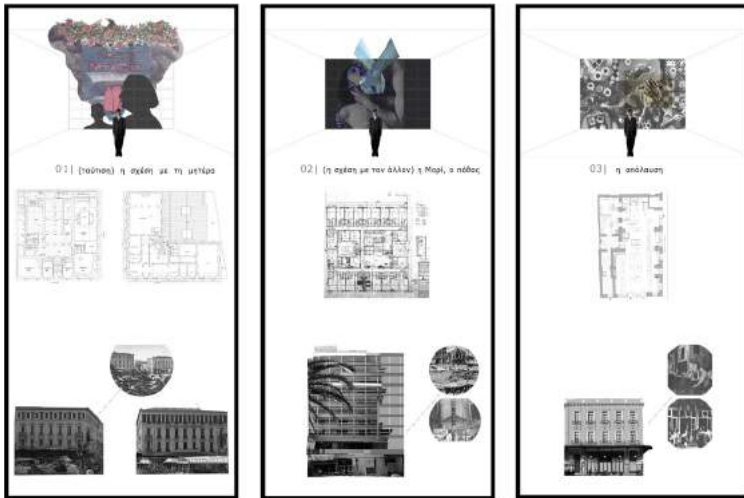 01| (ταύτιση) η σχέση με τη μητέρα
02| (η σχέση με τον άλλον) η Μαρί, ο πόθος
03| η απόλαυση